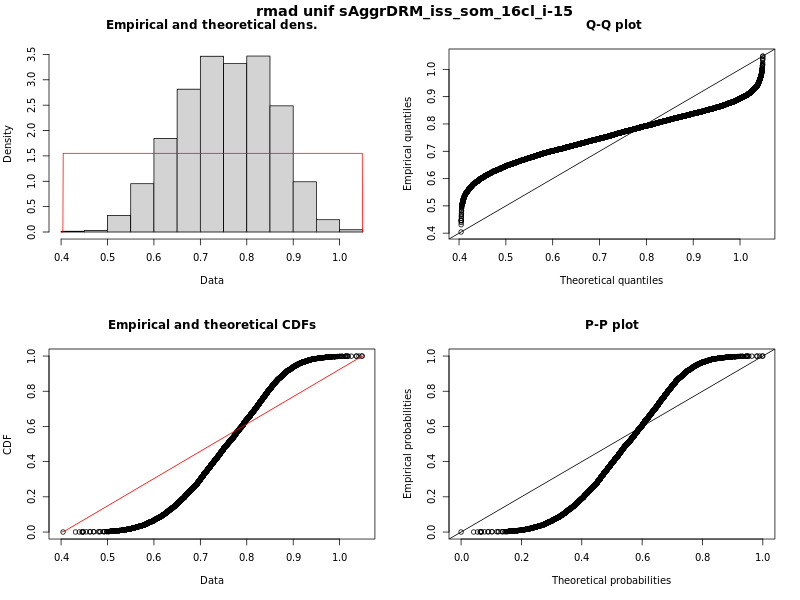 rmad unif sAggrDRM_iss_som_16cl_i-15
Empirical and theoretical dens.
Density
0.0 0.5 1.0 1.5 2.0 2.5 3.0 3.5
0.4 0.5 0.6 0.7 0.8 0.9 1.0
Data
Q-Q plot
Empirical quantiles
0.4 0.5 0.6 0.7 0.8 0.9 1.0
0.4 0.5 0.6 0.7 0.8 0.9 1.0
Theoretical quantiles
Empirical and theoretical CDFs
CDF
0.0 0.2 0.4 0.6 0.8 1.0
0.4 0.5 0.6 0.7 0.8 0.9 1.0
Data
P-P plot
Empirical probabilities
0.0 0.2 0.4 0.6 0.8 1.0
0.0 0.2 0.4 0.6 0.8 1.0
Theoretical probabilities